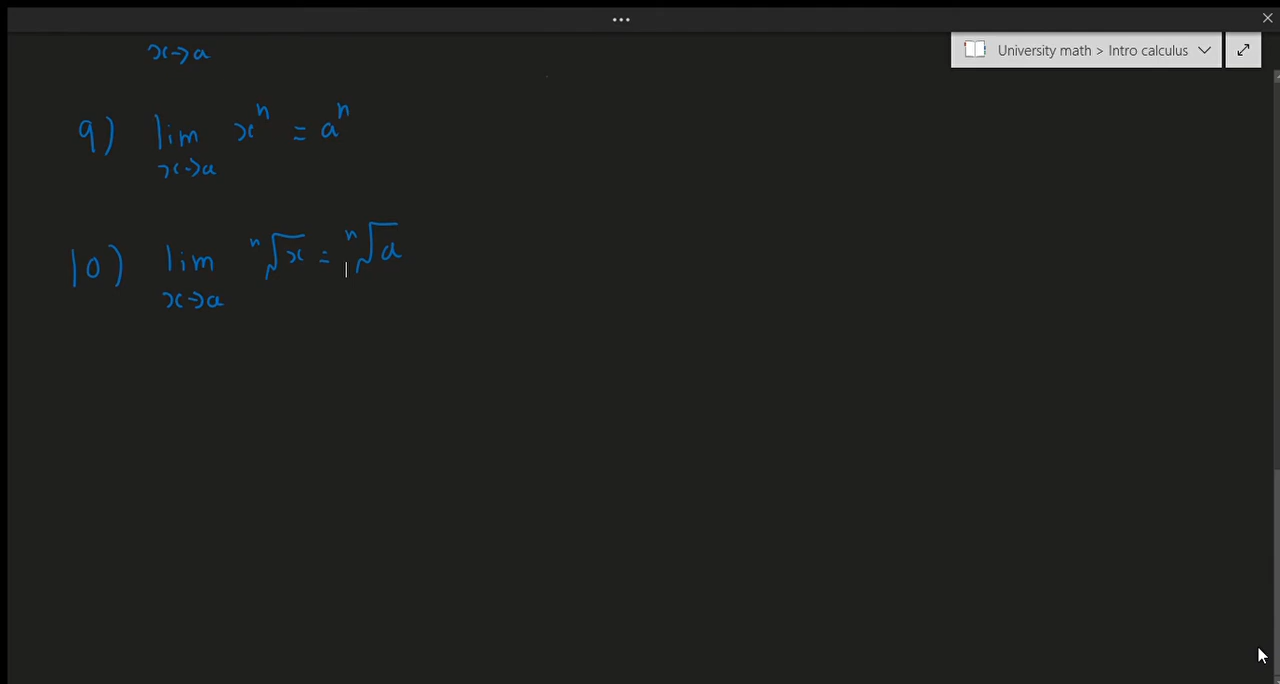 ...
University math > Intro calculus
x→a
9) lim xⁿ = aⁿ
x→a
10) lim ⁿ√x = ⁿ√a
x→a